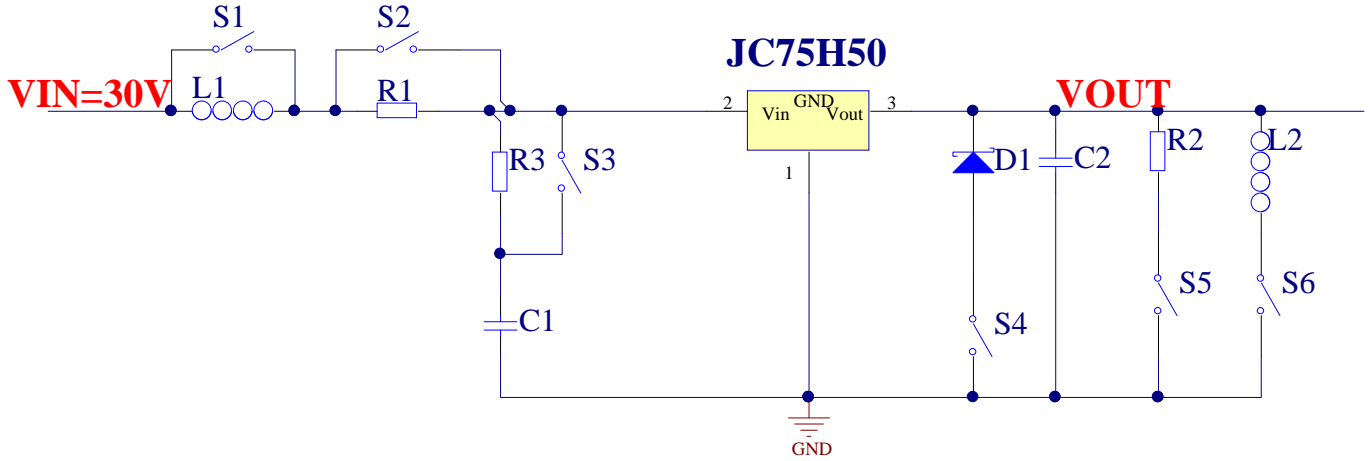 S1
S2
JC75H50
VIN=30V
L1
R1
2
Vin
GND
Vout
3
VOUT
R3
S3
1
D1
C2
R2
L2
C1
S4
S5
S6
GND